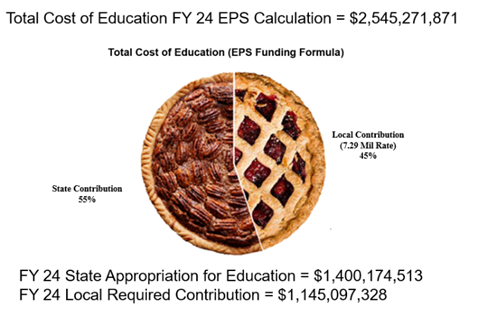 Total Cost of Education FY 24 EPS Calculation = $2,545,271,871
Total Cost of Education (EPS Funding Formula)
Local Contribution
(7.29 Mil Rate)
45%
State Contribution
55%
FY 24 State Appropriation for Education = $1,400,174,513
FY 24 Local Required Contribution = $1,145,097,328